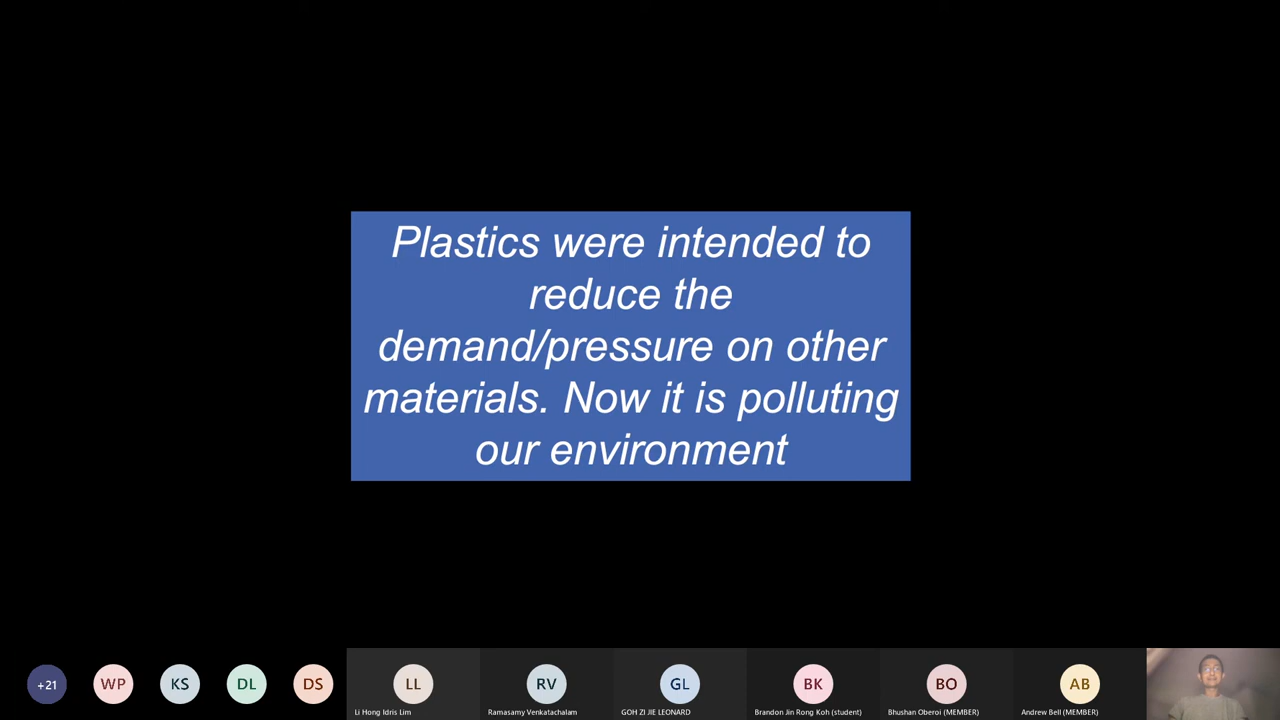 Plastics were intended to
reduce the
demand/pressure on other
materials. Now it is polluting
our environment
+21
WP
KS
DL
DS
LL
RV
GL
BK
BO
AB
Li Hong Idris Lim
Ramasamy Venkatachalam
GOH ZI JIE LEONARD
Brandon Jin Rong Koh (student)
Bhushan Oberoi (MEMBER)
Andrew Bell (MEMBER)